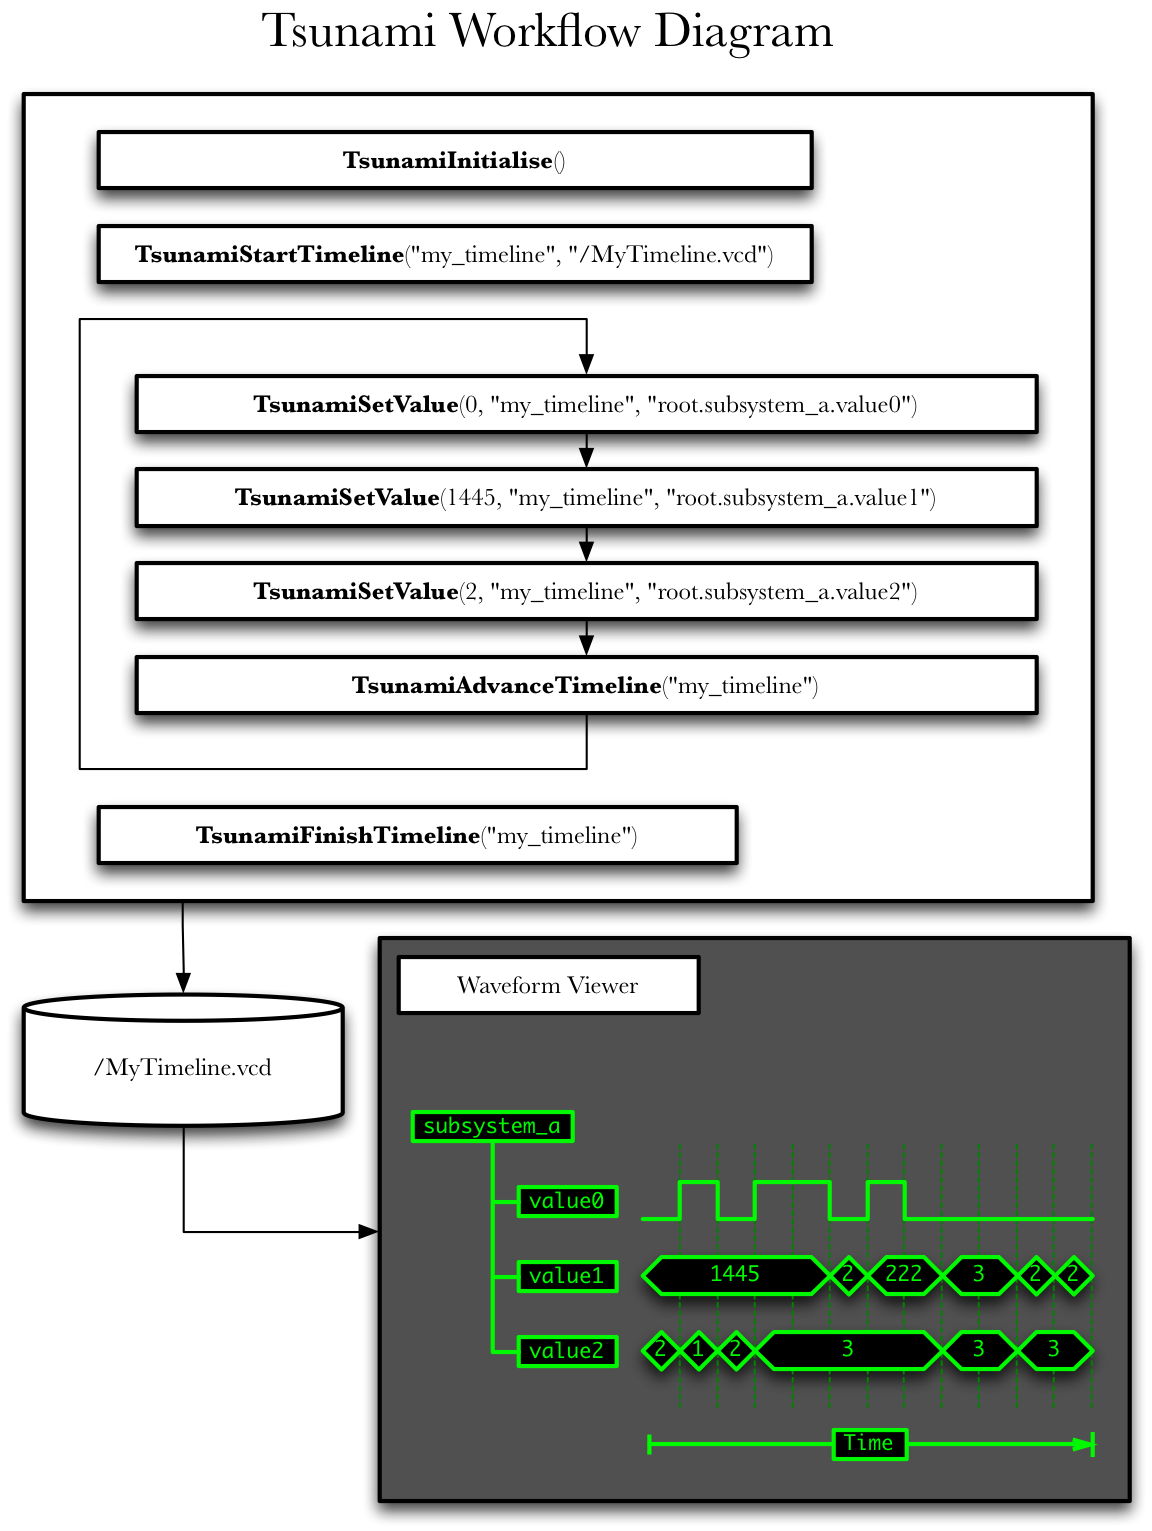 Tsunami Workflow Diagram
TsunamiInitialise()
TsunamiStartTimeline("my_timeline", "/MyTimeline.vcd")
TsunamiSetValue(0, "my_timeline", "root.subsystem_a.value0")
TsunamiSetValue(1445, "my_timeline", "root.subsystem_a.value1")
TsunamiSetValue(2, "my_timeline", "root.subsystem_a.value2")
TsunamiAdvanceTimeline("my_timeline")
TsunamiFinishTimeline("my_timeline")
Waveform Viewer
/MyTimeline.vcd
subsystem_a
value0
value1 1445 2 222 3 2 2
value2 2 1 2 3 3 3
Time